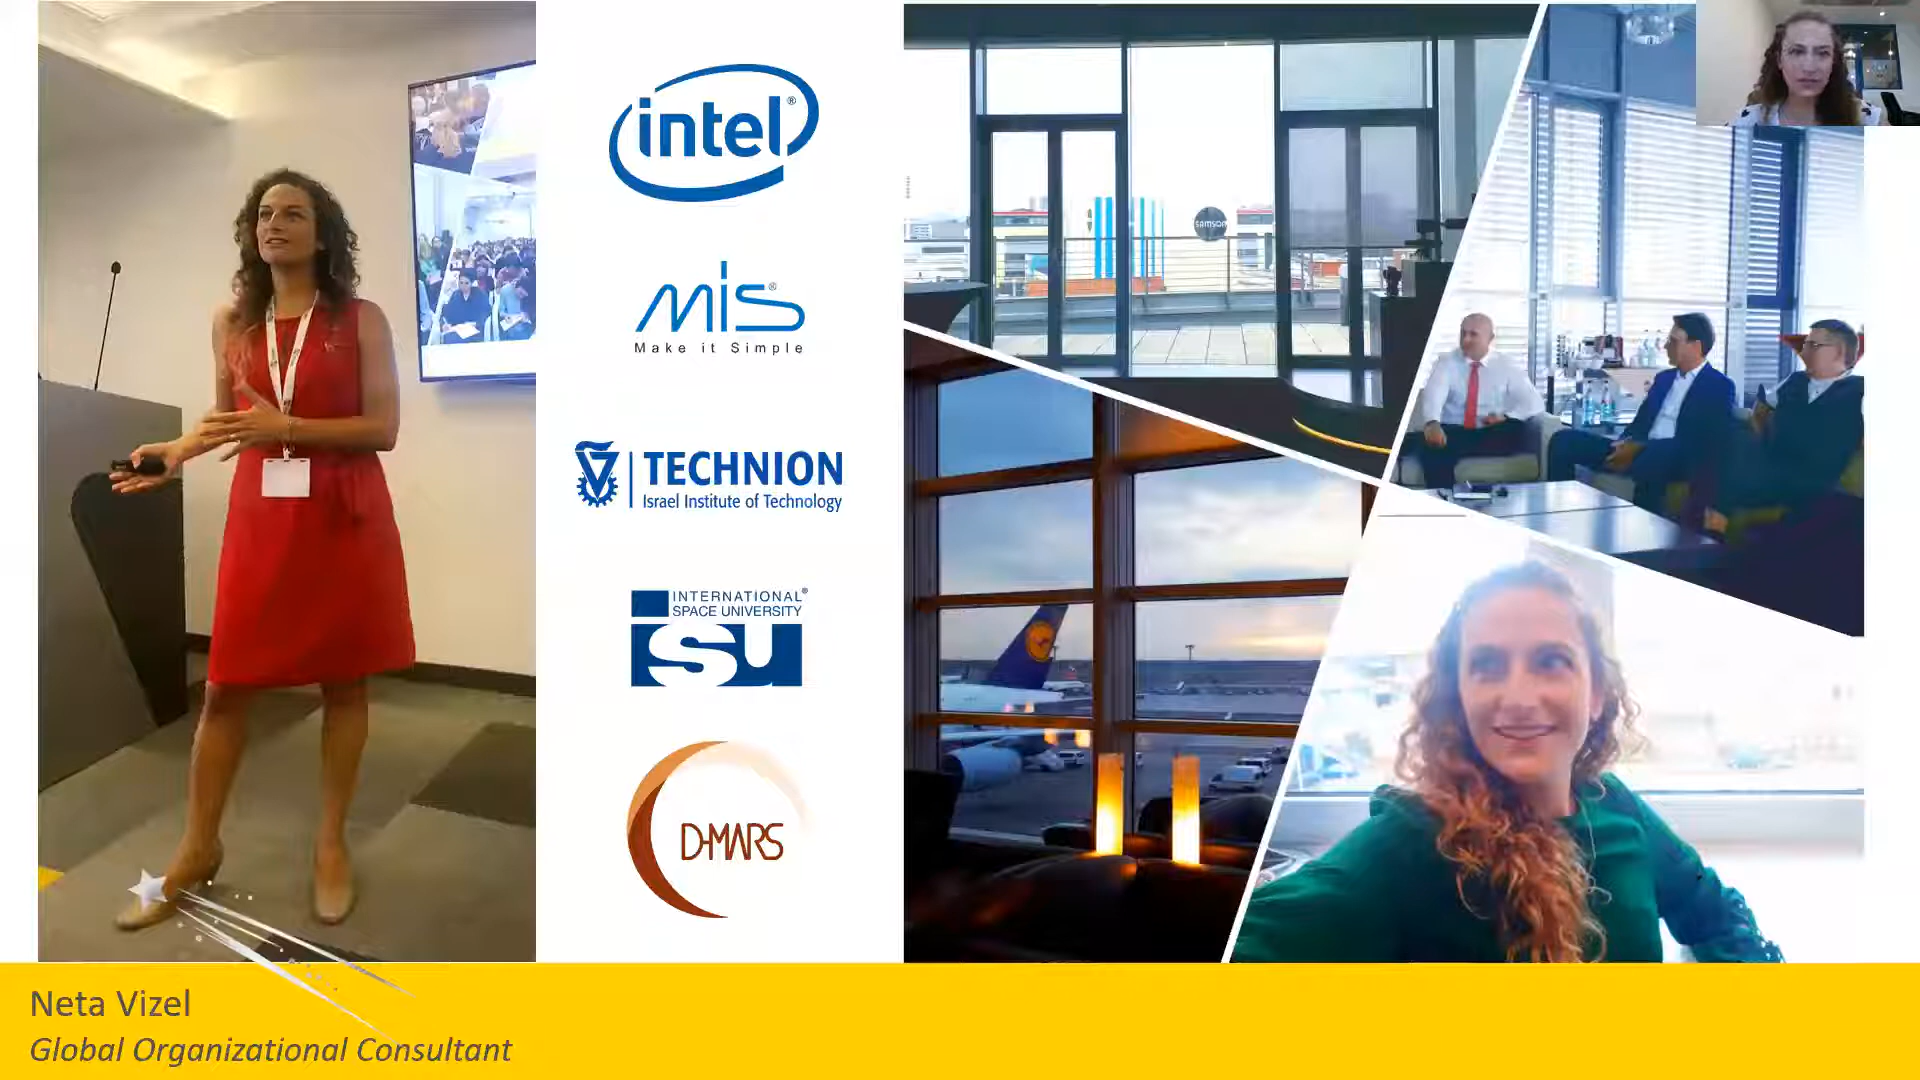 intel®
mis®
Make it Simple
TECHNION
Israel Institute of Technology
INTERNATIONAL®
SPACE UNIVERSITY
isu
D-MARS
samson
Neta Vizel
Global Organizational Consultant